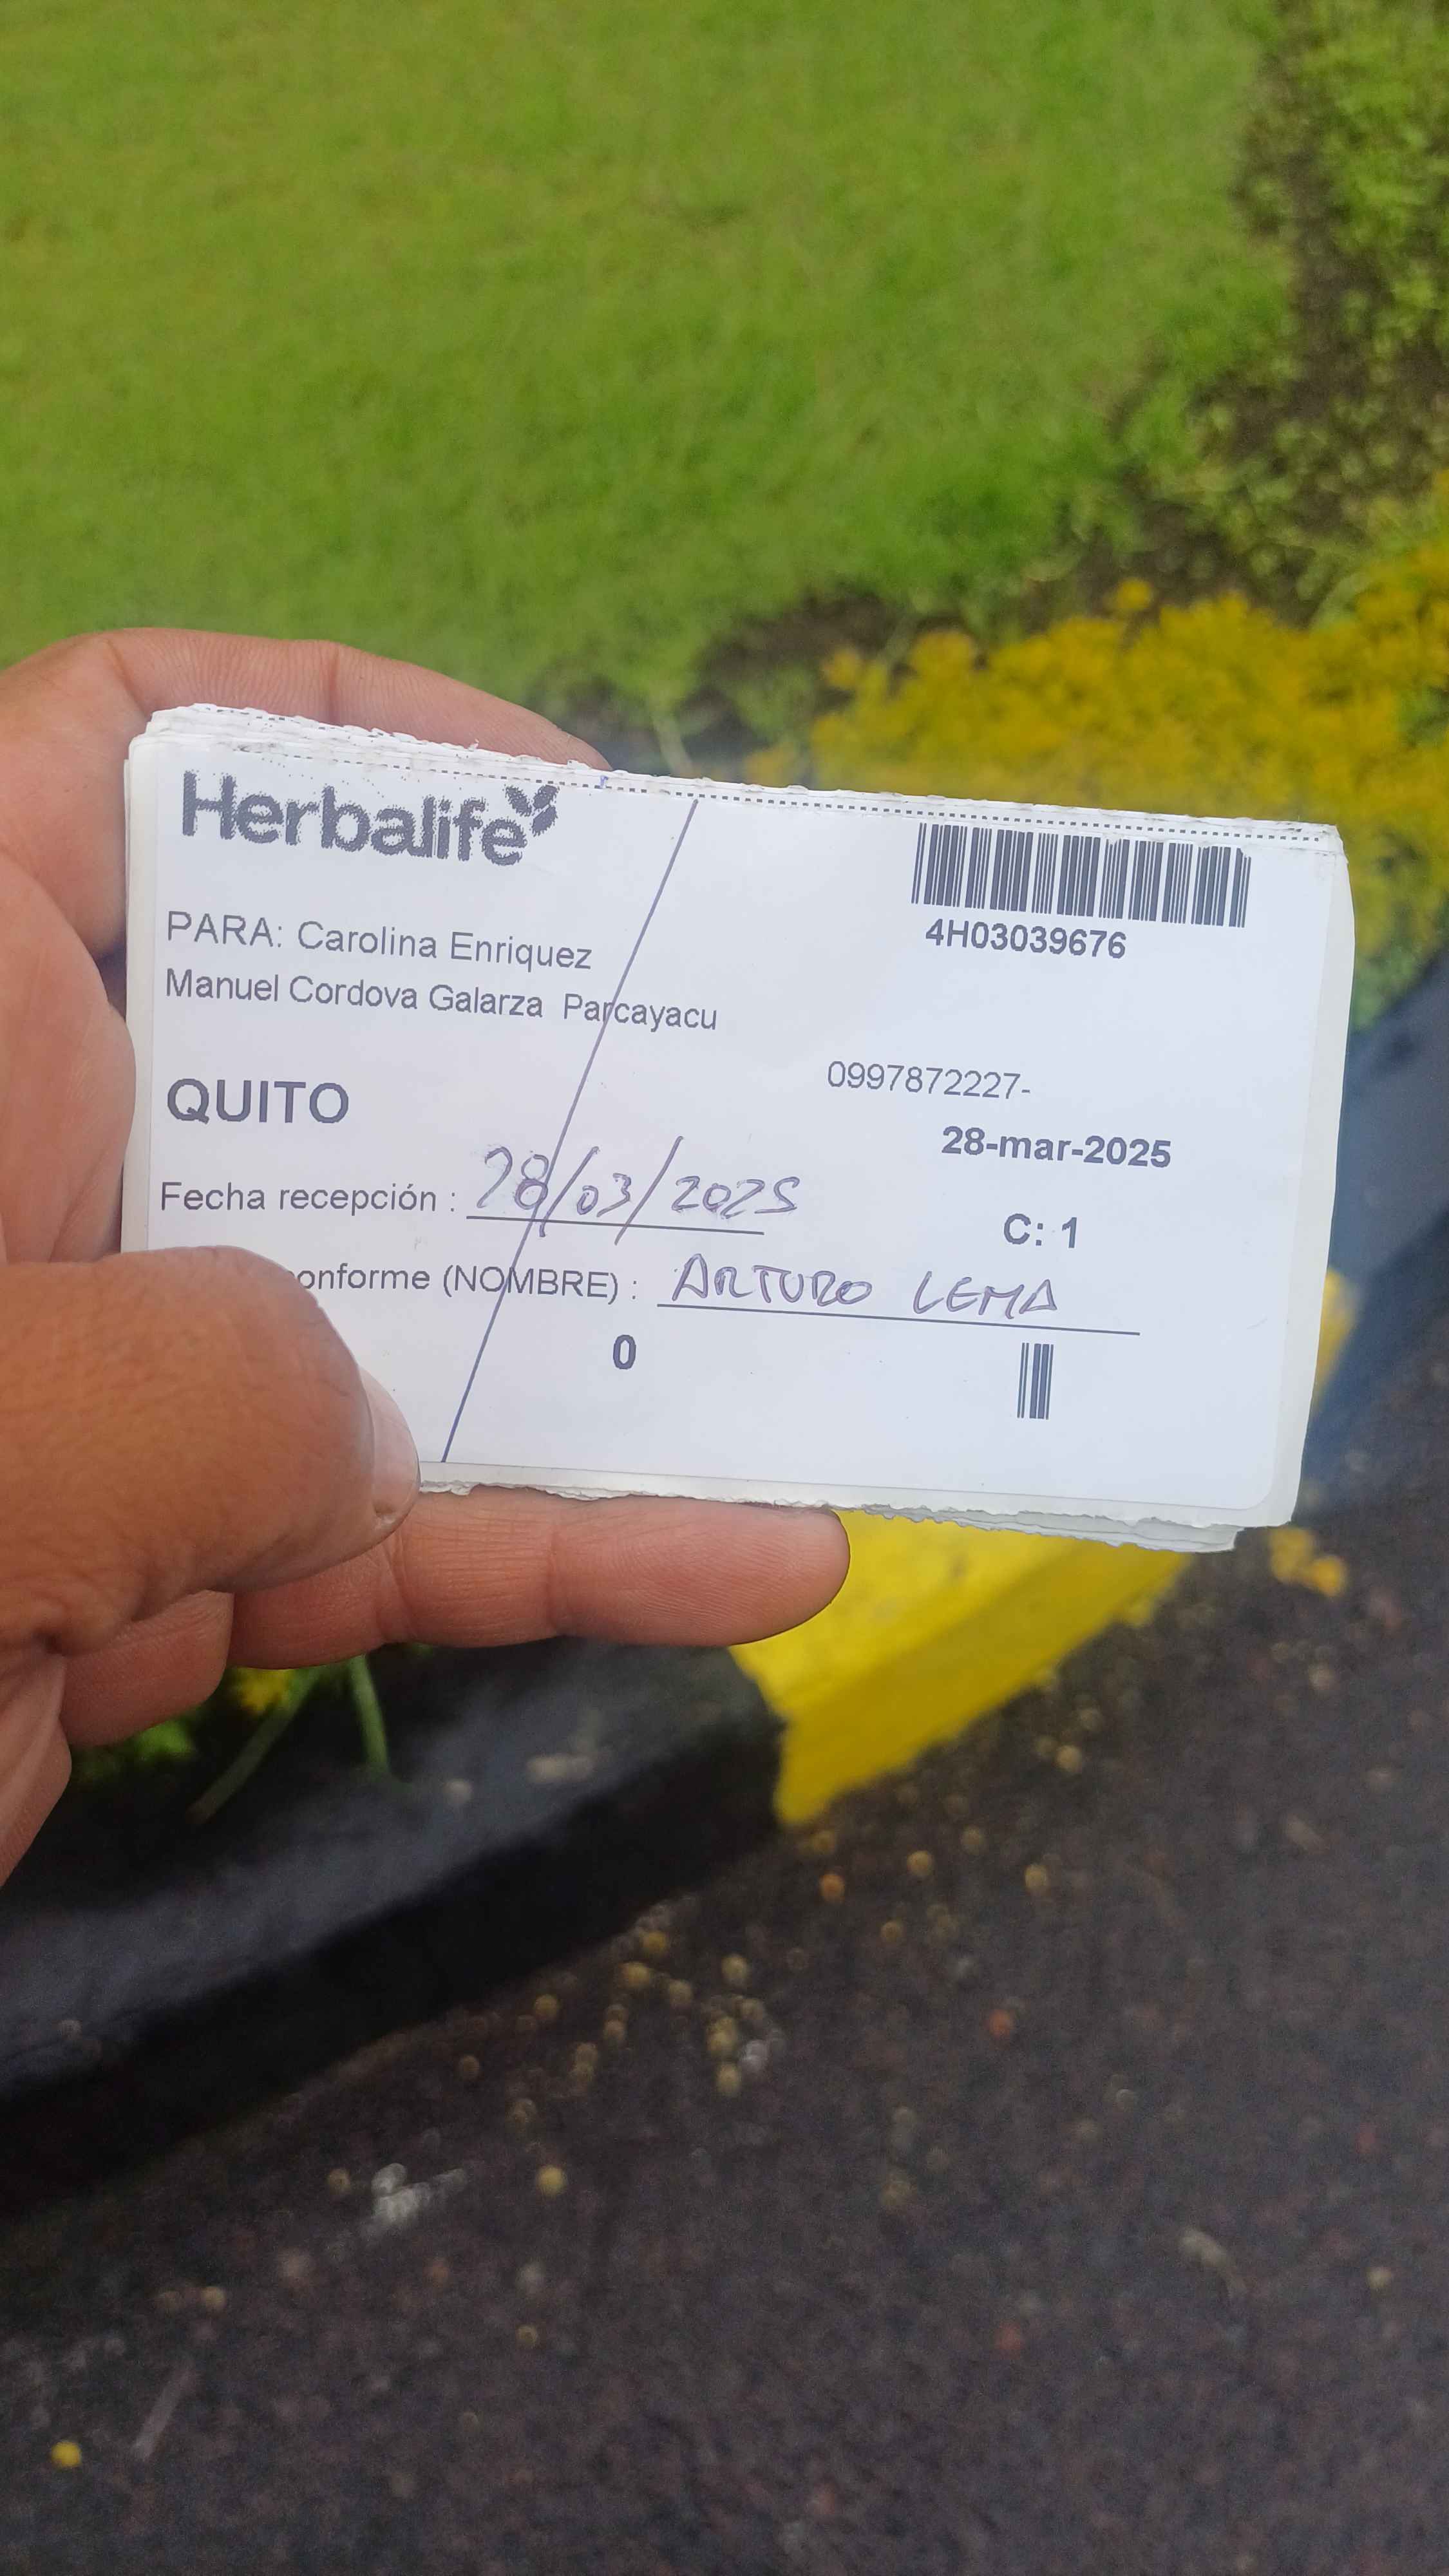 Herbalife
4H03039676
PARA: Carolina Enriquez
Manuel Cordova Galarza Parcayacu
0997872227-
QUITO
28-mar-2025
Fecha recepción : 28/03/2025
C: 1
conforme (NOMBRE) : ARTURO LEMA
0